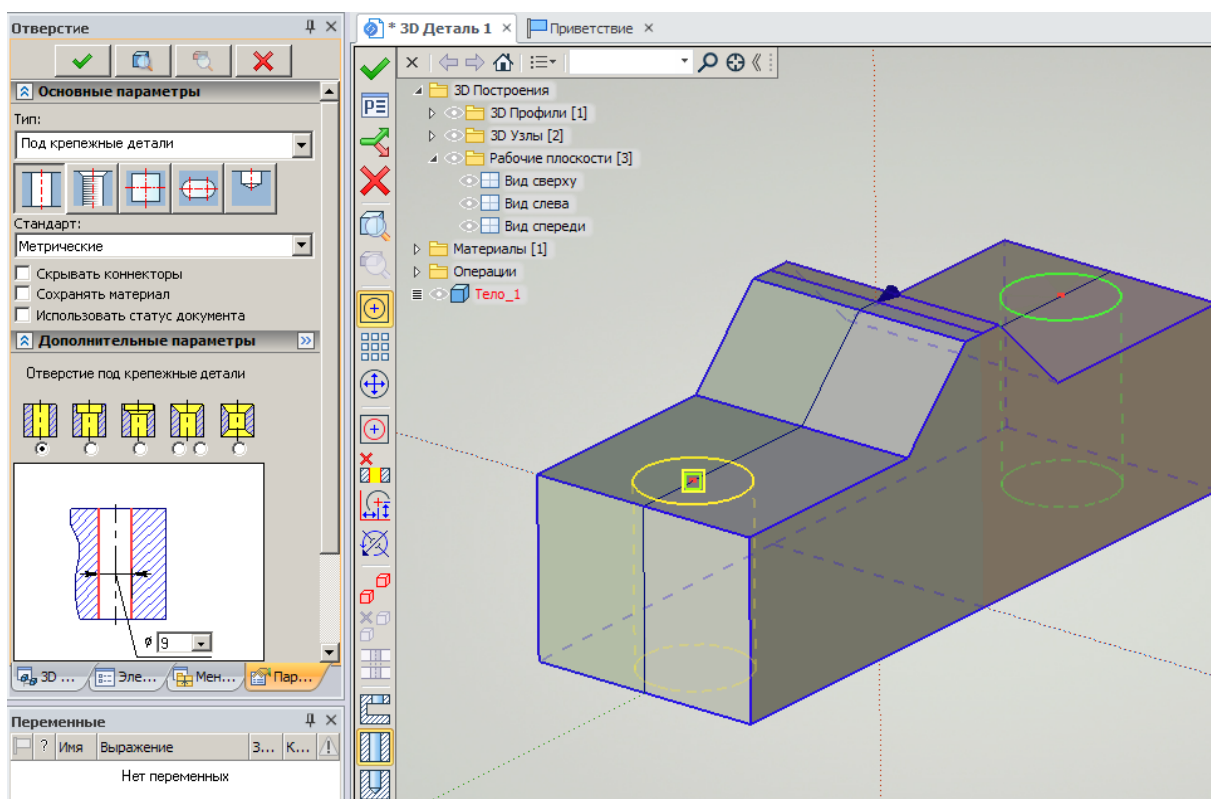 Отверстие
Основные параметры
Тип:
Под крепежные детали
Стандарт:
Метрические
Скрывать коннекторы
Сохранять материал
Использовать статус документа
Дополнительные параметры
Отверстие под крепежные детали
ø 9
3D ...
Эле...
Мен...
Пар...
Переменные
? Имя Выражение З... К...
Нет переменных
* 3D Деталь 1
Приветствие
3D Построения
3D Профили [1]
3D Узлы [2]
Рабочие плоскости [3]
Вид сверху
Вид слева
Вид спереди
Материалы [1]
Операции
Тело_1